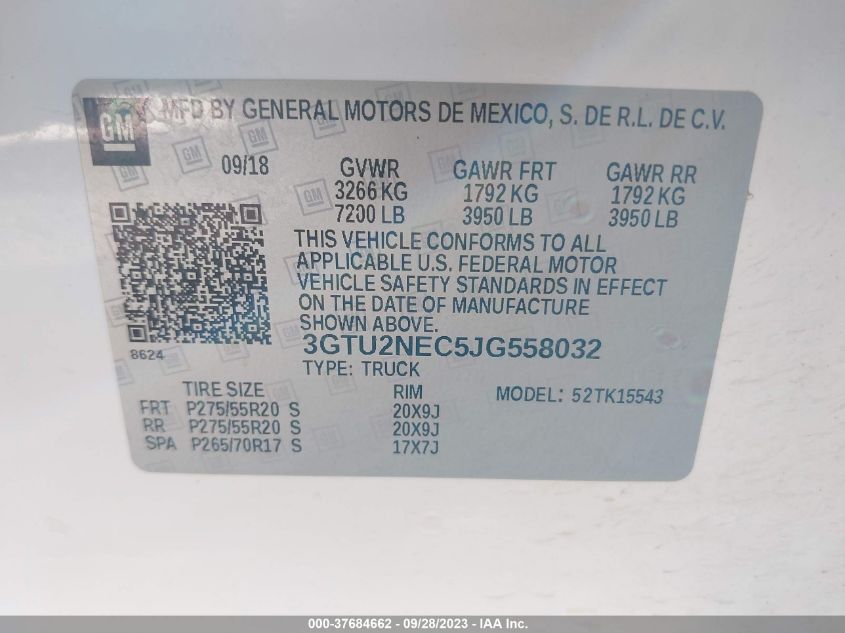 GM MFD BY GENERAL MOTORS DE MEXICO, S. DE R.L. DE C.V.
09/18 GVWR GAWR FRT GAWR RR
3266 KG 1792 KG 1792 KG
7200 LB 3950 LB 3950 LB
THIS VEHICLE CONFORMS TO ALL
APPLICABLE U.S. FEDERAL MOTOR
VEHICLE SAFETY STANDARDS IN EFFECT
ON THE DATE OF MANUFACTURE
SHOWN ABOVE.
8624 3GTU2NEC5JG558032
TYPE: TRUCK
TIRE SIZE RIM MODEL: 52TK15543
FRT P275/55R20 S 20X9J
RR P275/55R20 S 20X9J
SPA P265/70R17 S 17X7J
000-37684662 - 09/28/2023 - IAAI, Inc.